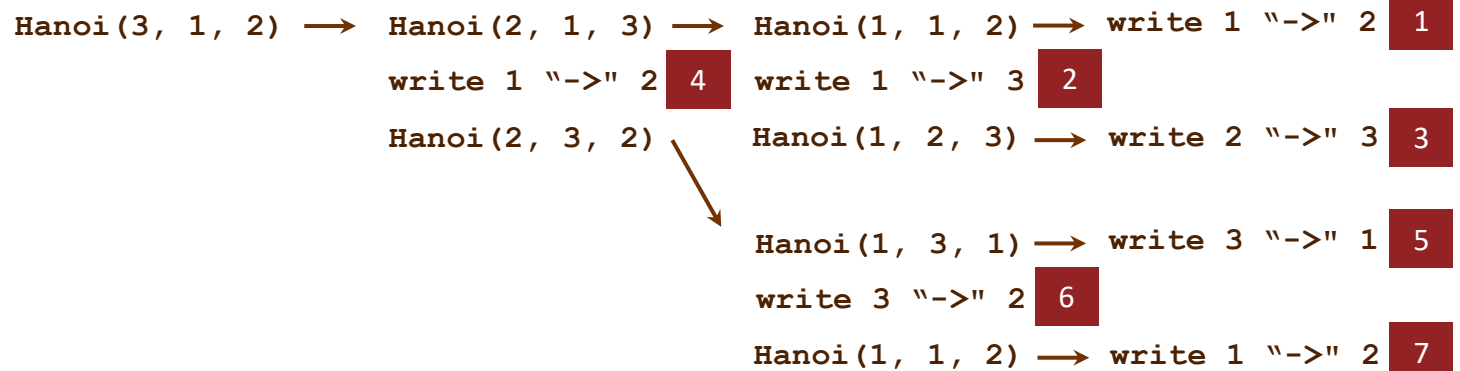 Hanoi(3, 1, 2) → Hanoi(2, 1, 3) → Hanoi(1, 1, 2) → write 1 “->" 2 1
write 1 “->" 2 4 write 1 “->" 3 2
Hanoi(2, 3, 2) Hanoi(1, 2, 3) → write 2 “->" 3 3
Hanoi(1, 3, 1) → write 3 “->" 1 5
write 3 “->" 2 6
Hanoi(1, 1, 2) → write 1 “->" 2 7